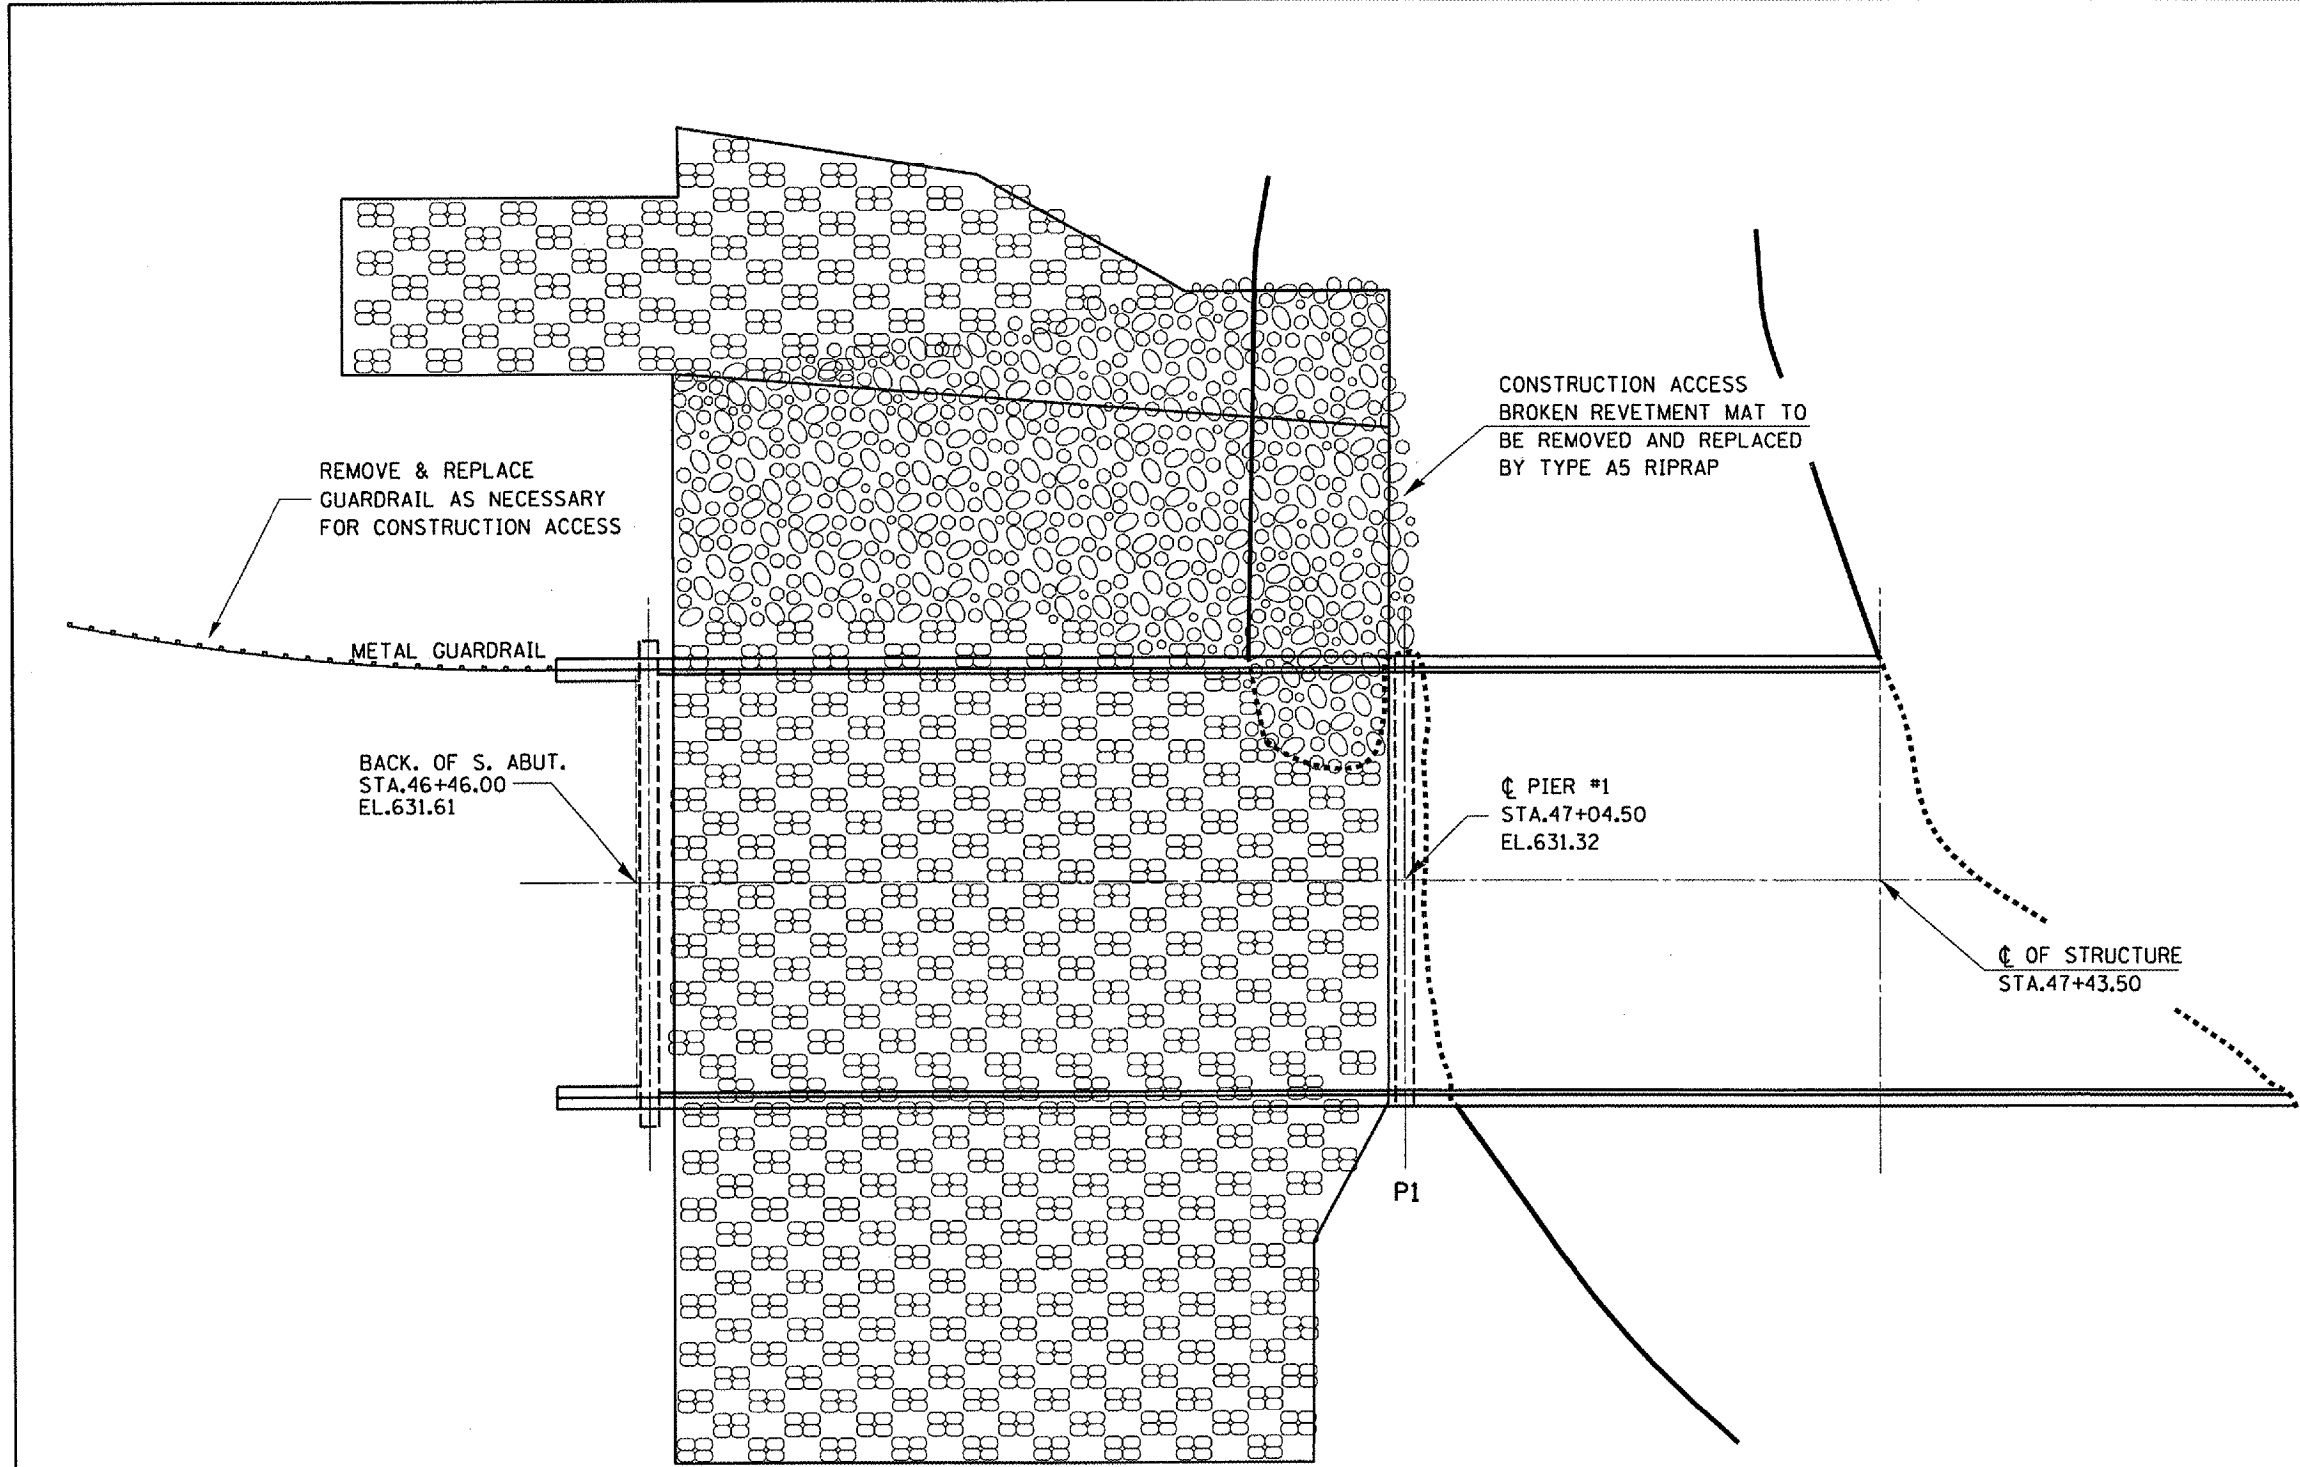 CONSTRUCTION ACCESS
BROKEN REVETMENT MAT TO
BE REMOVED AND REPLACED
BY TYPE A5 RIPRAP
REMOVE & REPLACE
GUARDRAIL AS NECESSARY
FOR CONSTRUCTION ACCESS
METAL GUARDRAIL
BACK. OF S. ABUT.
STA.46+46.00
EL.631.61
℄ PIER #1
STA.47+04.50
EL.631.32
℄ OF STRUCTURE
STA.47+43.50
P1